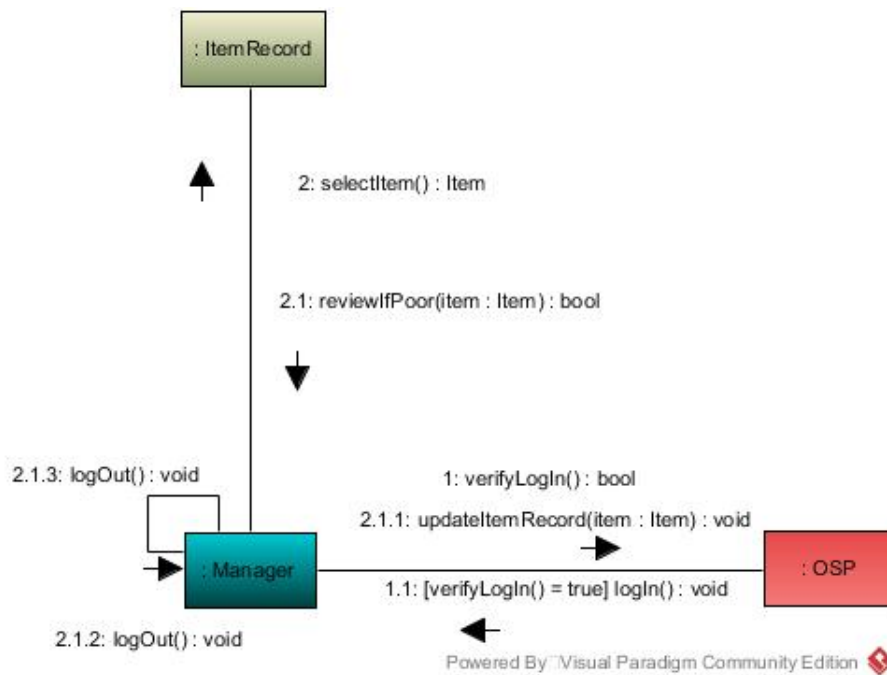 : ItemRecord
2: selectItem() : Item
2.1: reviewIfPoor(item : Item) : bool
2.1.3: logOut() : void
1: verifyLogIn() : bool
2.1.1: updateItemRecord(item : Item) : void
: Manager
: OSP
1.1: [verifyLogIn() = true] logIn() : void
2.1.2: logOut() : void
Powered By Visual Paradigm Community Edition